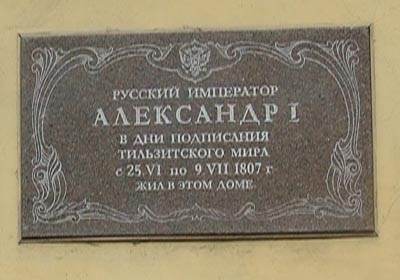 РУССКИЙ ИМПЕРАТОР
АЛЕКСАНДР I
В ДНИ ПОДПИСАНИЯ
ТИЛЬЗИТСКОГО МИРА
с 25.VI по 9 VII 1807 г
ЖИЛ В ЭТОМ ДОМЕ.